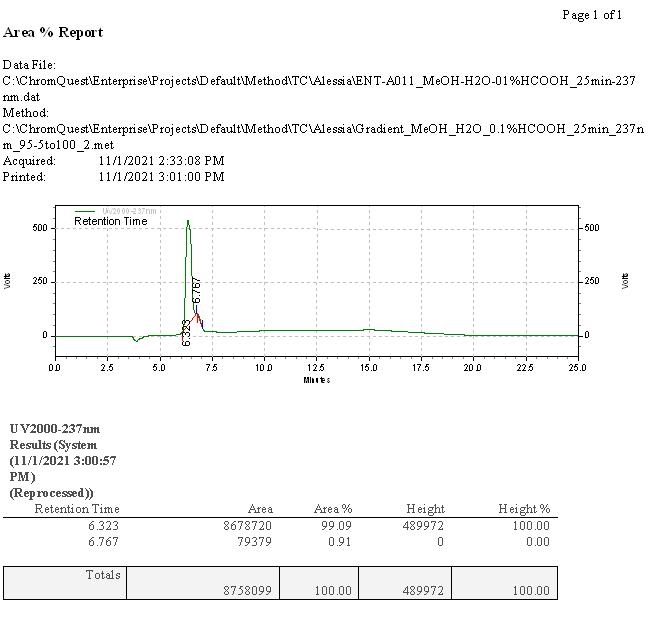 Page 1 of 1
Area % Report
Data File:
C:\ChromQuest\Enterprise\Projects\Default\Method\TC\Alessia\ENT-A011_MeOH-H2O-01%HCOOH_25min-237
nm.dat
Method:
C:\ChromQuest\Enterprise\Projects\Default\Method\TC\Alessia\Gradient_MeOH_H2O_0.1%HCOOH_25min_237n
m_95-5to100_2.met
Acquired: 11/1/2021 2:33:08 PM
Printed: 11/1/2021 3:01:00 PM
UV2000-237nm
Retention Time
500 500
6.767
Volts 250 250 Volts
6.323
0 0
0.0 2.5 5.0 7.5 10.0 12.5 15.0 17.5 20.0 22.5 25.0
Minutes
UV2000-237nm
Results (System
(11/1/2021 3:00:57
PM)
(Reprocessed))
Retention Time Area Area % Height Height %
6.323 8678720 99.09 489972 100.00
6.767 79379 0.91 0 0.00
Totals
8758099 100.00 489972 100.00